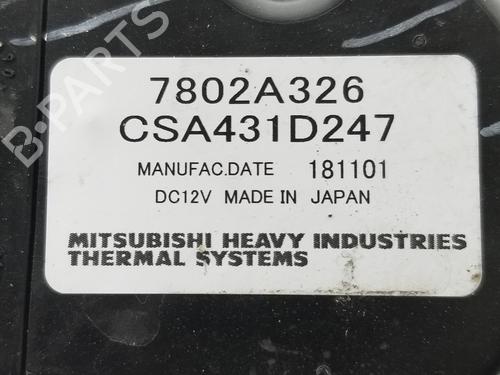 B-PARTS
7802A326
CSA431D247
MANUFAC.DATE 181101
DC12V MADE IN JAPAN
MITSUBISHI HEAVY INDUSTRIES
THERMAL SYSTEMS